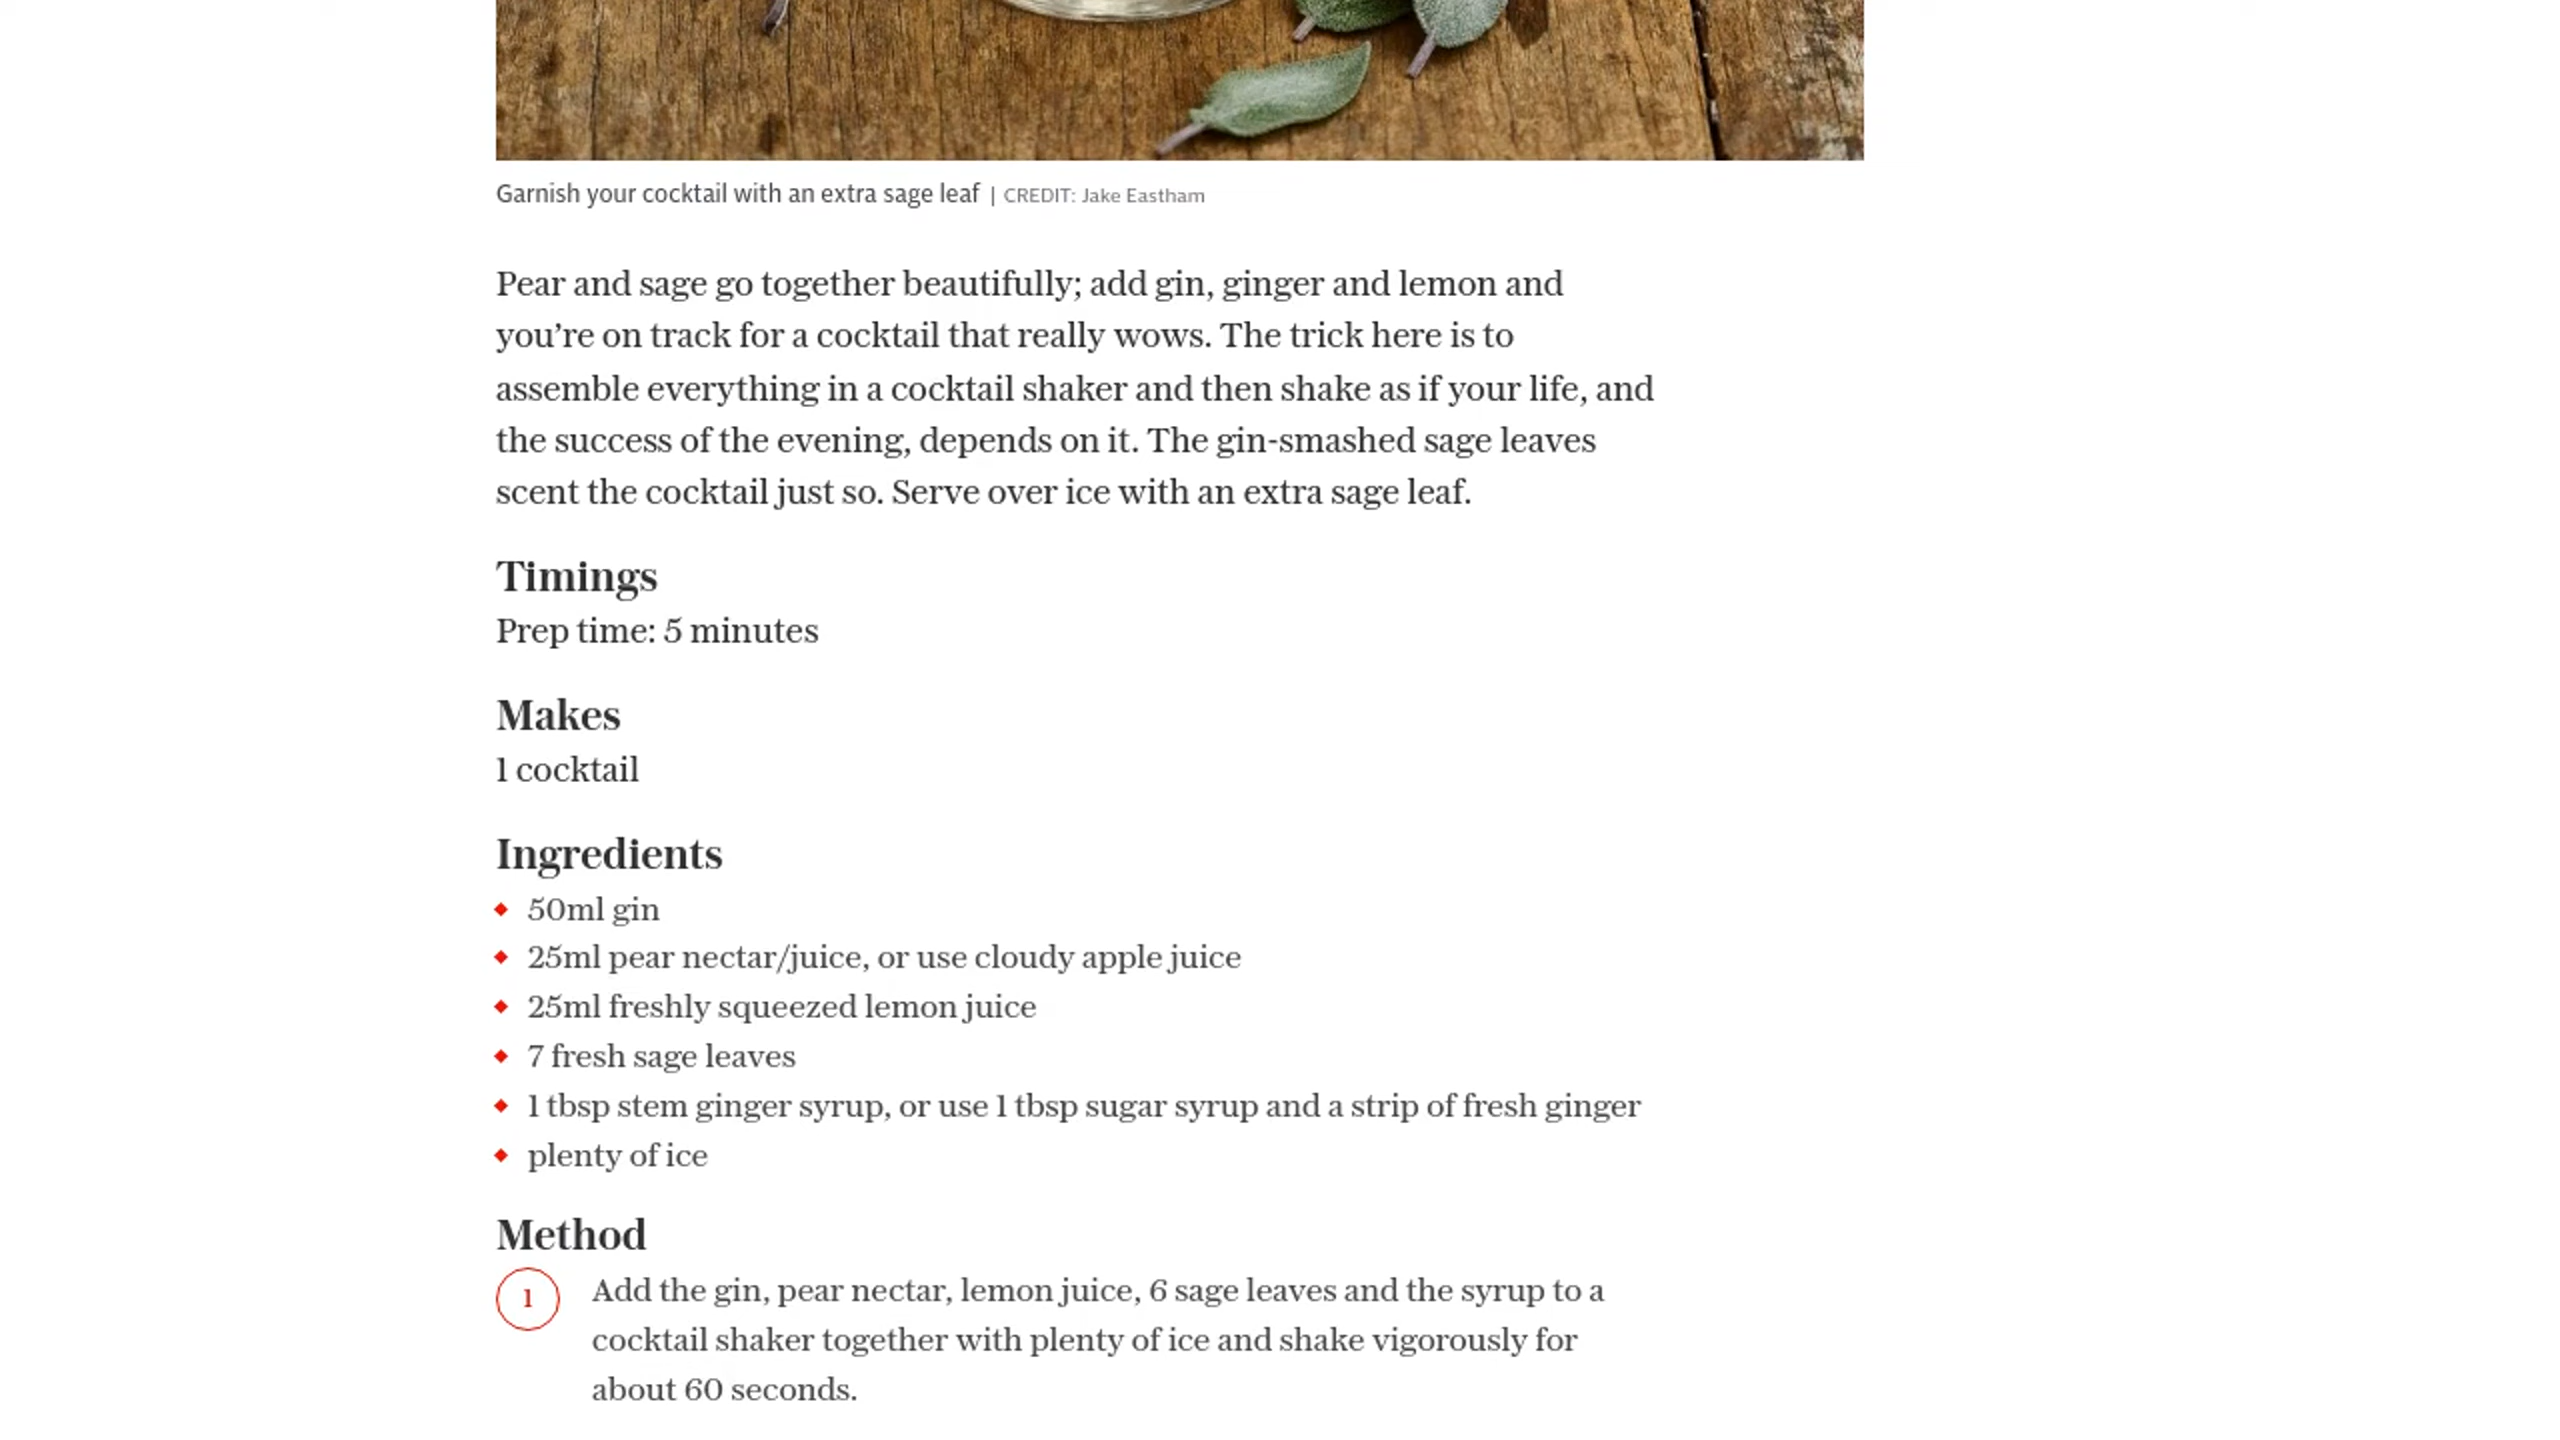 Garnish your cocktail with an extra sage leaf | CREDIT: Jake Eastham
Pear and sage go together beautifully; add gin, ginger and lemon and
you’re on track for a cocktail that really wows. The trick here is to
assemble everything in a cocktail shaker and then shake as if your life, and
the success of the evening, depends on it. The gin-smashed sage leaves
scent the cocktail just so. Serve over ice with an extra sage leaf.
Timings
Prep time: 5 minutes
Makes
1 cocktail
Ingredients
50ml gin
25ml pear nectar/juice, or use cloudy apple juice
25ml freshly squeezed lemon juice
7 fresh sage leaves
1 tbsp stem ginger syrup, or use 1 tbsp sugar syrup and a strip of fresh ginger
plenty of ice
Method
1 Add the gin, pear nectar, lemon juice, 6 sage leaves and the syrup to a
cocktail shaker together with plenty of ice and shake vigorously for
about 60 seconds.